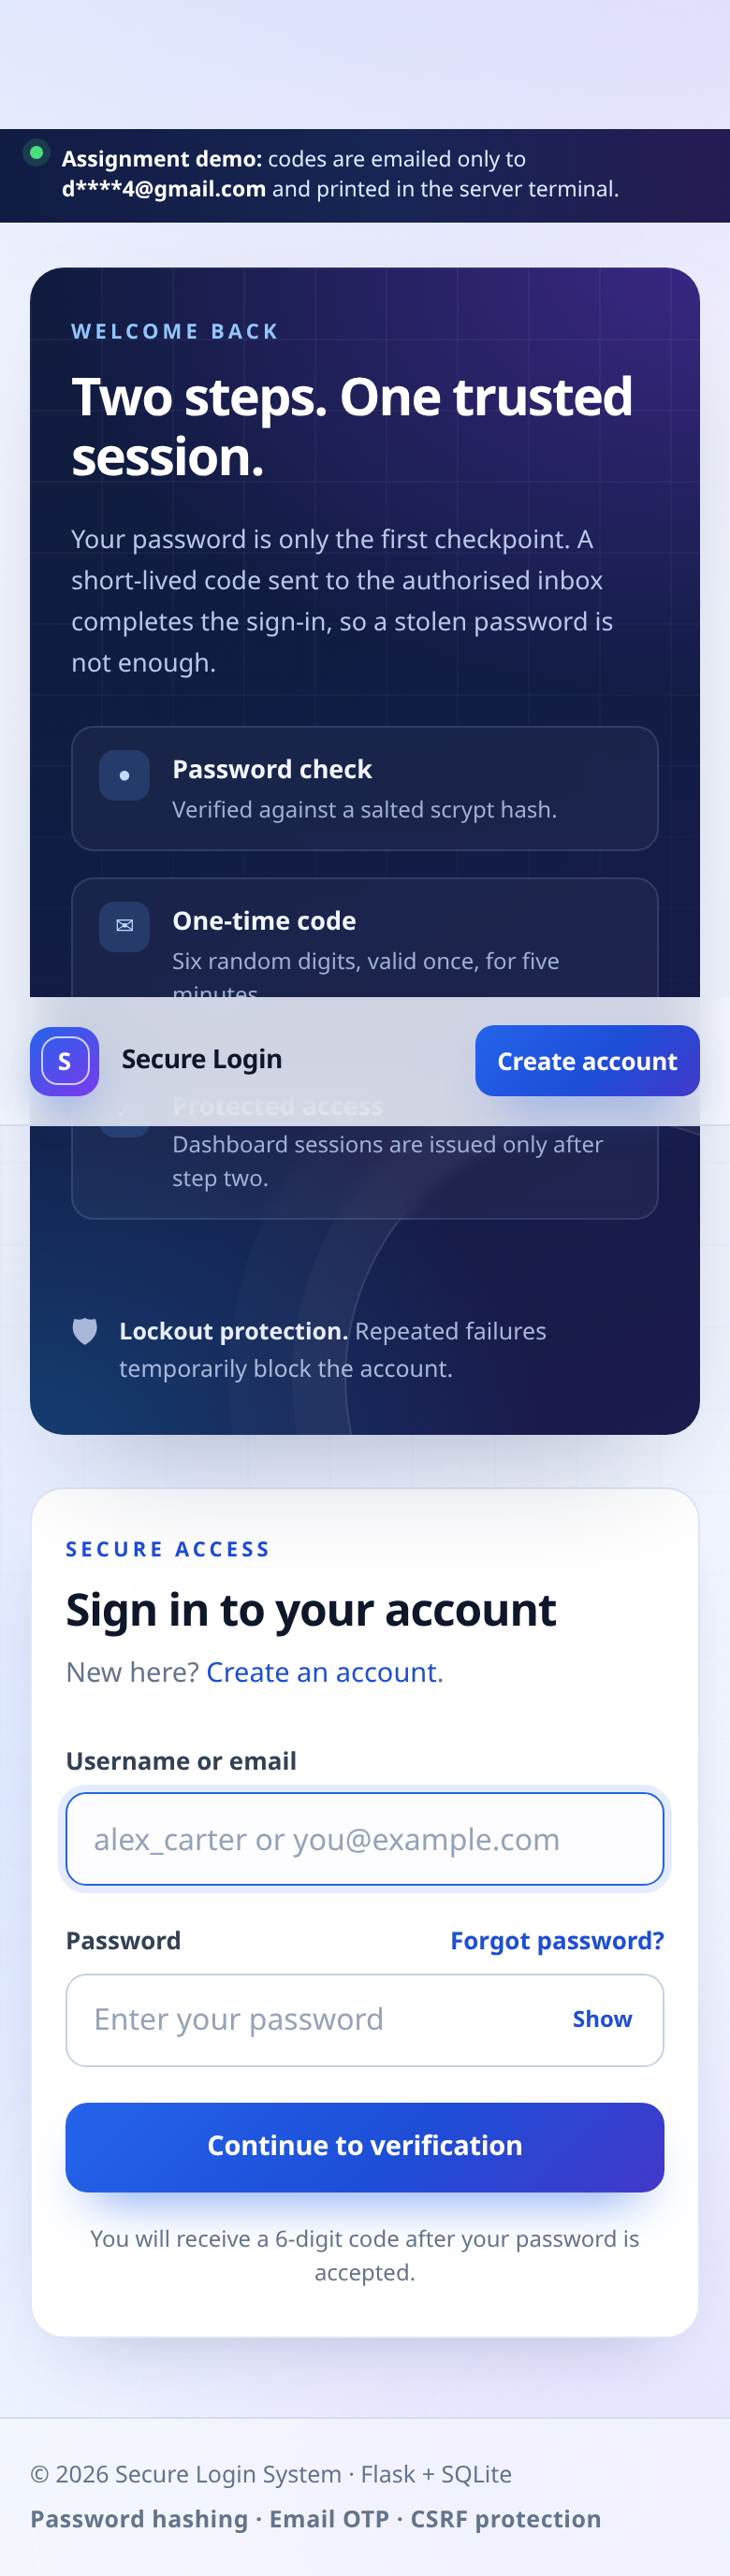 Assignment demo: codes are emailed only to
d****4@gmail.com and printed in the server terminal.
WELCOME BACK
Two steps. One trusted
session.
Your password is only the first checkpoint. A
short-lived code sent to the authorised inbox
completes the sign-in, so a stolen password is
not enough.
Password check
Verified against a salted scrypt hash.
One-time code
Six random digits, valid once, for five
minutes.
S
Secure Login
Create account
Protected access
Dashboard sessions are issued only after
step two.
Lockout protection. Repeated failures
temporarily block the account.
SECURE ACCESS
Sign in to your account
New here? Create an account.
Username or email
alex_carter or you@example.com
Password
Forgot password?
Enter your password
Show
Continue to verification
You will receive a 6-digit code after your password is
accepted.
© 2026 Secure Login System · Flask + SQLite
Password hashing · Email OTP · CSRF protection